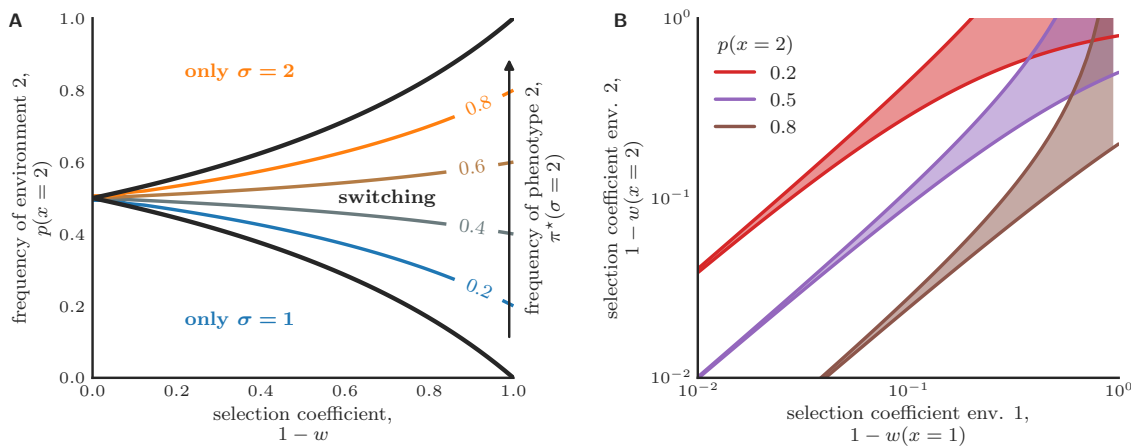 A
frequency of environment 2,
p(x = 2)
1.0
0.8
0.6
0.4
0.2
0.0
only σ = 2
0.8
0.6
switching
0.4
0.2
only σ = 1
frequency of phenotype 2,
π⋆(σ = 2)
0.0 0.2 0.4 0.6 0.8 1.0
selection coefficient,
1 − w
B
selection coefficient env. 2,
1 − w(x = 2)
10⁰
10⁻¹
10⁻²
p(x = 2)
0.2
0.5
0.8
10⁻² 10⁻¹ 10⁰
selection coefficient env. 1,
1 − w(x = 1)